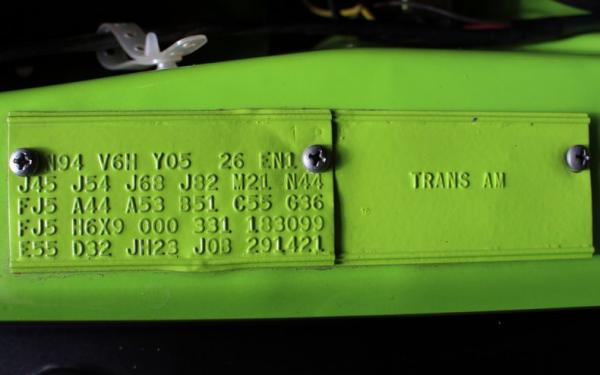 N94 V6H Y05 26 EN1
J45 J54 J68 J82 M21 N44
FJ5 A44 A53 B51 C55 G36
FJ5 H6X9 000 331 183099
E55 D32 JH23 J0B 291421
TRANS AM